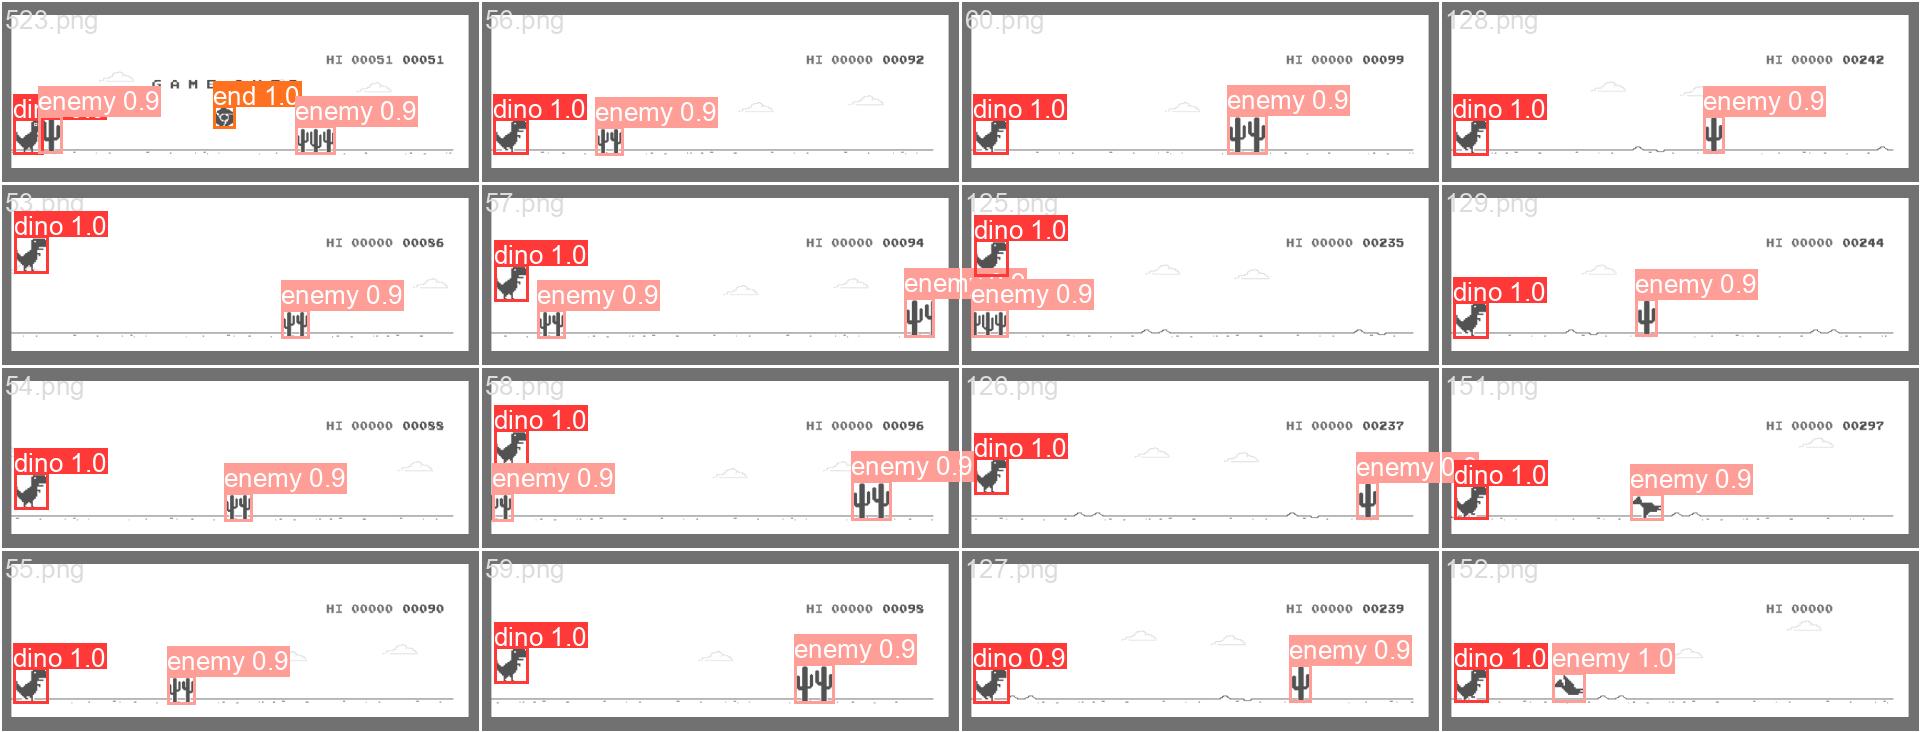 523.png
HI 00051 00051
GAME
end 1.0
enemy 0.9
enemy 0.9
56.png
HI 00000 00092
dino 1.0
enemy 0.9
60.png
HI 00000 00099
enemy 0.9
dino 1.0
128.png
HI 00000 00242
enemy 0.9
dino 1.0
53.png
dino 1.0
HI 00000 00086
enemy 0.9
57.png
HI 00000 00094
dino 1.0
enemy 0.9
125.png
dino 1.0
HI 00000 00235
enemy 0.9
129.png
HI 00000 00244
enemy 0.9
dino 1.0
54.png
HI 00000 00088
dino 1.0
enemy 0.9
58.png
dino 1.0
HI 00000 00096
enemy 0.9
enemy 0.9
126.png
HI 00000 00237
dino 1.0
enemy
151.png
HI 00000 00297
dino 1.0
enemy 0.9
55.png
HI 00000 00090
dino 1.0
enemy 0.9
59.png
HI 00000 00098
dino 1.0
enemy 0.9
127.png
HI 00000 00239
dino 0.9
enemy 0.9
152.png
HI 00000
dino 1.0
enemy 1.0